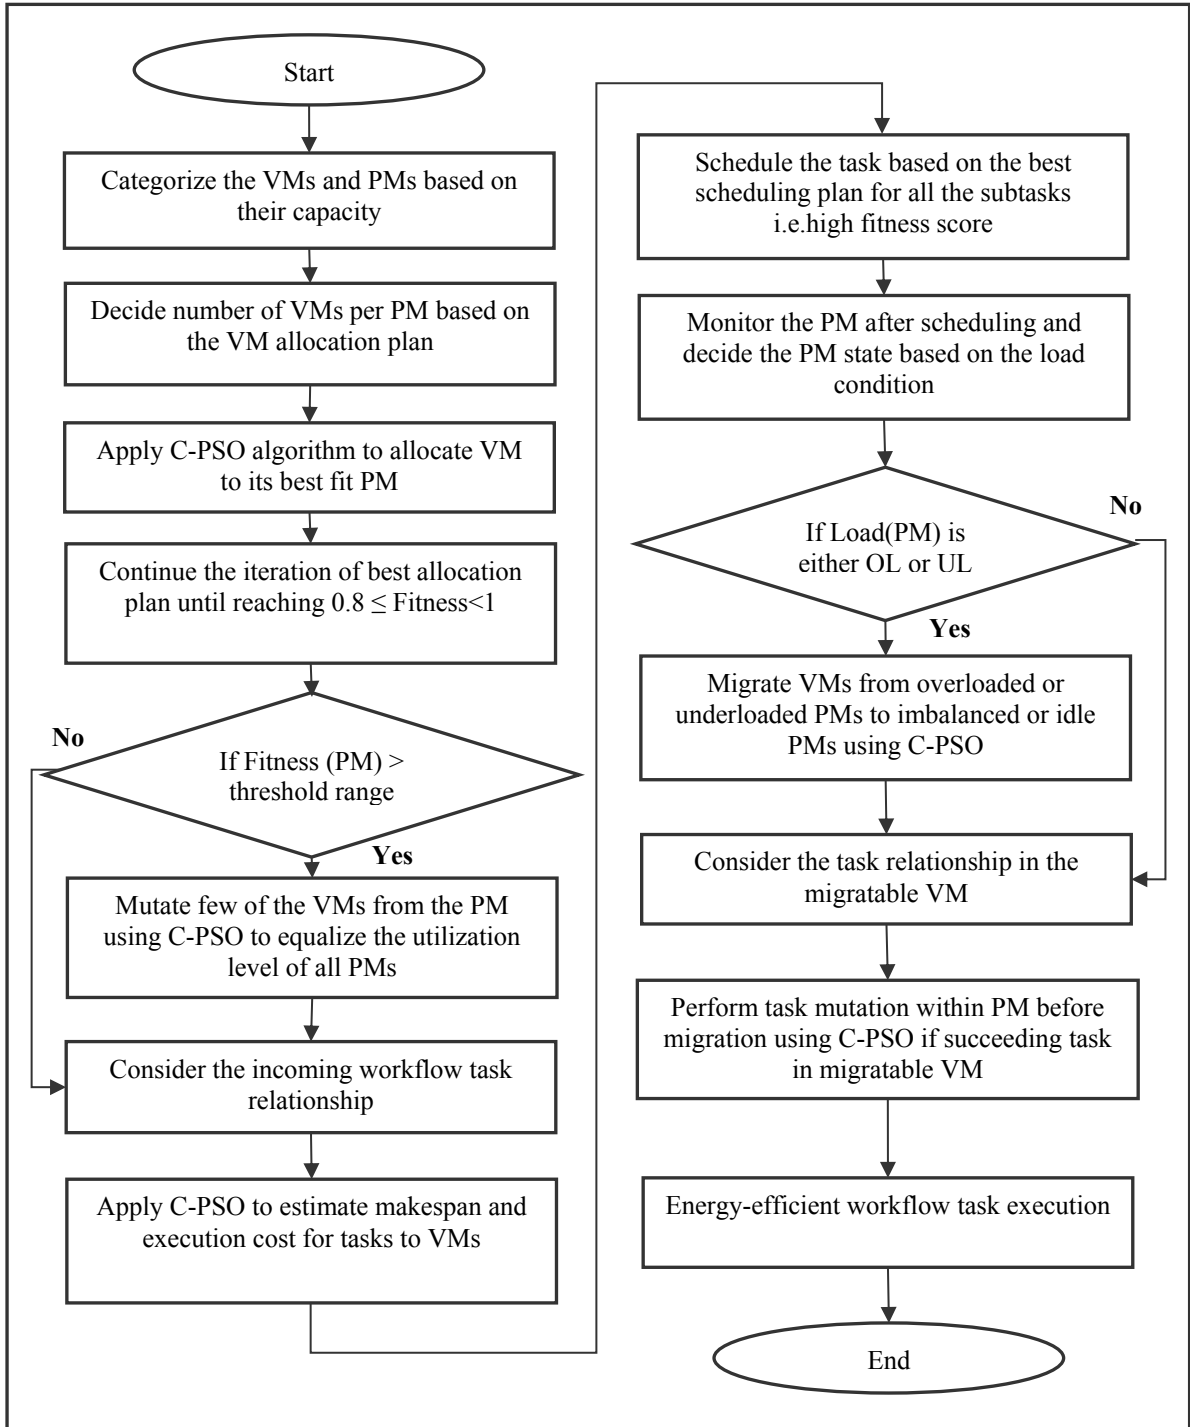 Start
Categorize the VMs and PMs based on
their capacity
Decide number of VMs per PM based on
the VM allocation plan
Apply C-PSO algorithm to allocate VM
to its best fit PM
Continue the iteration of best allocation
plan until reaching 0.8 ≤ Fitness<1
No
If Fitness (PM) >
threshold range
Yes
Mutate few of the VMs from the PM
using C-PSO to equalize the utilization
level of all PMs
Consider the incoming workflow task
relationship
Apply C-PSO to estimate makespan and
execution cost for tasks to VMs
Schedule the task based on the best
scheduling plan for all the subtasks
i.e.high fitness score
Monitor the PM after scheduling and
decide the PM state based on the load
condition
No
If Load(PM) is
either OL or UL
Yes
Migrate VMs from overloaded or
underloaded PMs to imbalanced or idle
PMs using C-PSO
Consider the task relationship in the
migratable VM
Perform task mutation within PM before
migration using C-PSO if succeeding task
in migratable VM
Energy-efficient workflow task execution
End